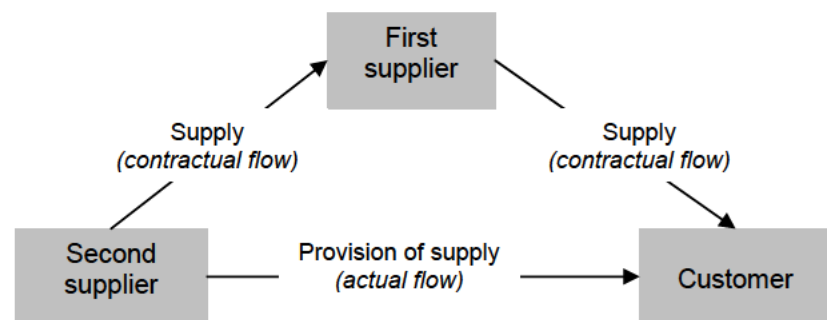 First
supplier
Supply
(contractual flow)
Supply
(contractual flow)
Second
supplier
Provision of supply
(actual flow)
Customer